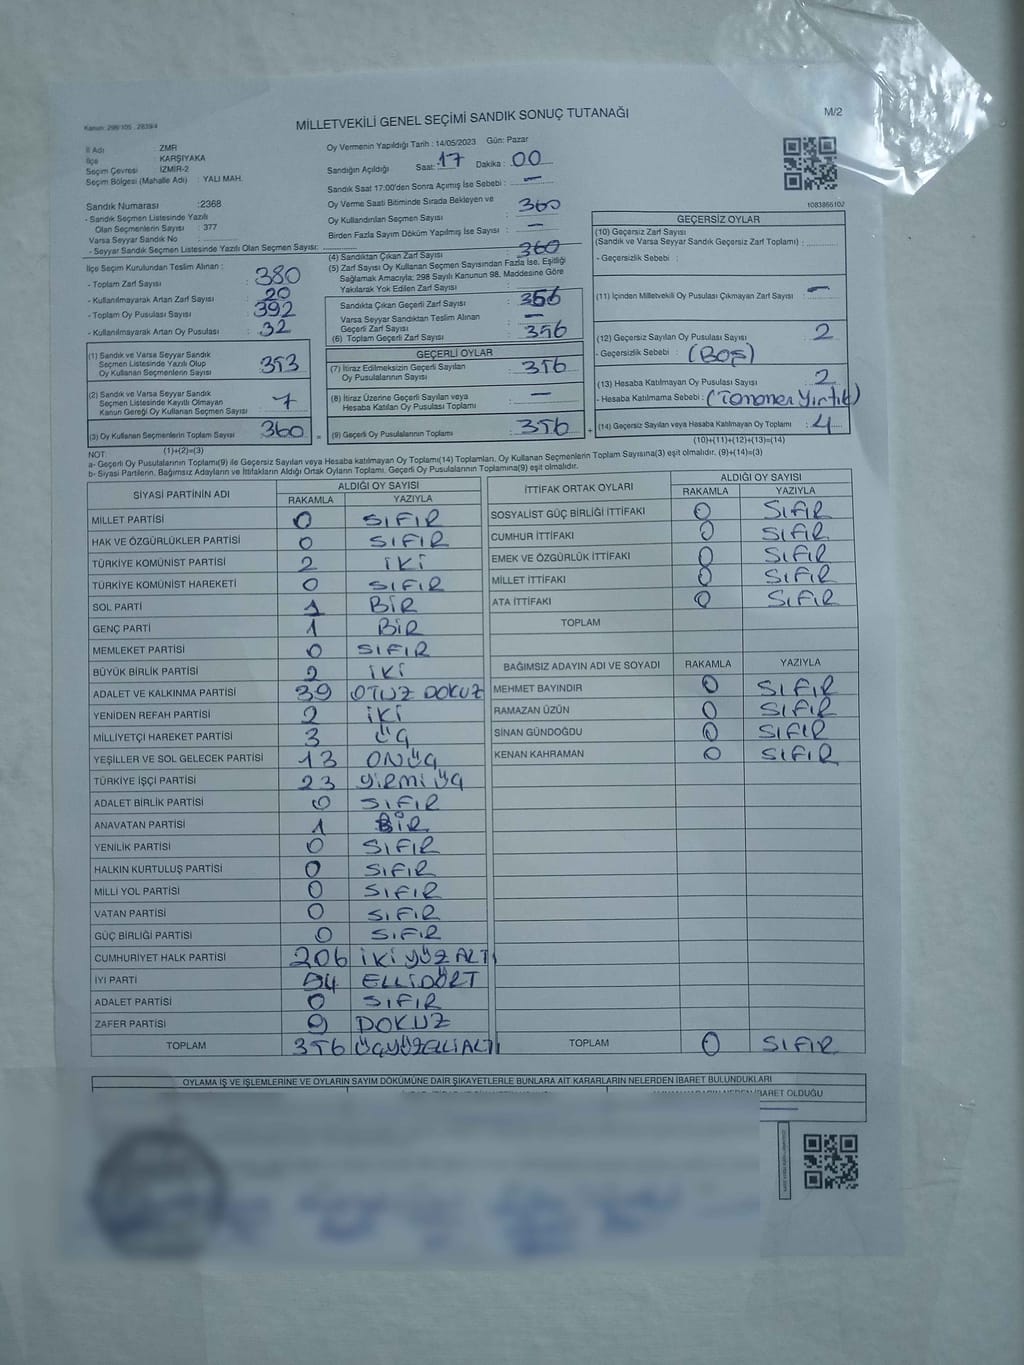 Kanun: 298/105 , 2839/4
MİLLETVEKİLİ GENEL SEÇİMİ SANDIK SONUÇ TUTANAĞI
M/2
İl Adı : ZMR
İlçe : KARŞIYAKA
Seçim Çevresi : İZMİR-2
Seçim Bölgesi (Mahalle Adı) : YALI MAH.
Sandık Numarası :2368
- Sandık Seçmen Listesinde Yazılı
Olan Seçmenlerin Sayısı : 377
Varsa Seyyar Sandık No :
- Seyyar Sandık Seçmen Listesinde Yazılı Olan Seçmen Sayısı:
Oy Vermenin Yapıldığı Tarih : 14/05/2023 Gün: Pazar
Sandığın Açıldığı Saat: 17 Dakika : 00
Sandık Saat 17.00'den Sonra Açımış İse Sebebi : —
Oy Verme Saati Bitiminde Sırada Bekleyen ve
Oy Kullandırılan Seçmen Sayısı : 360
Birden Fazla Sayım Döküm Yapılmış İse Sayısı : —
1083865102
İlçe Seçim Kurulundan Teslim Alınan :
- Toplam Zarf Sayısı : 380
- Kullanılmayarak Artan Zarf Sayısı : 20
- Toplam Oy Pusulası Sayısı : 392
- Kullanılmayarak Artan Oy Pusulası : 32
(4) Sandıktan Çıkan Zarf Sayısı : 360
(5) Zarf Sayısı Oy Kullanan Seçmen Sayısından Fazla İse, Eşitliği
Sağlamak Amacıyla; 298 Sayılı Kanunun 98. Maddesine Göre
Yakılarak Yok Edilen Zarf Sayısı :
Sandıkta Çıkan Geçerli Zarf Sayısı : 356
Varsa Seyyar Sandıktan Teslim Alınan
Geçerli Zarf Sayısı : —
(6) Toplam Geçerli Zarf Sayısı : 356
GEÇERSİZ OYLAR
(10) Geçersiz Zarf Sayısı
(Sandık ve Varsa Seyyar Sandık Geçersiz Zarf Toplamı) :
- Geçersizlik Sebebi :
(11) İçinden Milletvekili Oy Pusulası Çıkmayan Zarf Sayısı : —
(12) Geçersiz Sayılan Oy Pusulası Sayısı : 2
- Geçersizlik Sebebi : (BOŞ)
(13) Hesaba Katılmayan Oy Pusulası Sayısı : 2
- Hesaba Katılmama Sebebi : (Yırtık)
(14) Geçersiz Sayılan veya Hesaba Katılmayan Oy Toplamı : 4
(10)+(11)+(12)+(13)=(14)
(1) Sandık ve Varsa Seyyar Sandık
Seçmen Listesinde Yazılı Olup
Oy Kullanan Seçmenlerin Sayısı : 353
(2) Sandık ve Varsa Seyyar Sandık
Seçmen Listesinde Kayıtlı Olmayan
Kanun Gereği Oy Kullanan Seçmen Sayısı : 7
(3) Oy Kullanan Seçmenlerin Toplam Sayısı : 360
(1)+(2)=(3)
GEÇERLİ OYLAR
(7) İtiraz Edilmeksizin Geçerli Sayılan
Oy Pusulalarının Sayısı : 356
(8) İtiraz Üzerine Geçerli Sayılan veya
Hesaba Katılan Oy Pusulası Toplamı : —
(9) Geçerli Oy Pusulalarının Toplamı : 356
NOT:
a- Geçerli Oy Pusulalarının Toplamı(9) ile Geçersiz Sayılan veya Hesaba katılmayan Oy Toplamı(14) Toplamları, Oy Kullanan Seçmenlerin Toplam Sayısına(3) eşit olmalıdır. (9)+(14)=(3)
b- Siyasi Partilerin, Bağımsız Adayların ve İttifakların Aldığı Ortak Oyların Toplamı, Geçerli Oy Pusulalarının Toplamına(9) eşit olmalıdır.
SİYASİ PARTİNİN ADI ALDIĞI OY SAYISI
RAKAMLA YAZIYLA
MİLLET PARTİSİ 0 SIFIR
HAK VE ÖZGÜRLÜKLER PARTİSİ 0 SIFIR
TÜRKİYE KOMÜNİST PARTİSİ 2 İKİ
TÜRKİYE KOMÜNİST HAREKETİ 0 SIFIR
SOL PARTİ 1 BİR
GENÇ PARTİ 1 BİR
MEMLEKET PARTİSİ 0 SIFIR
BÜYÜK BİRLİK PARTİSİ 2 İKİ
ADALET VE KALKINMA PARTİSİ 39 OTUZ DOKUZ
YENİDEN REFAH PARTİSİ 2 İKİ
MİLLİYETÇİ HAREKET PARTİSİ 3 ÜÇ
YEŞİLLER VE SOL GELECEK PARTİSİ 13 ONÜÇ
TÜRKİYE İŞÇİ PARTİSİ 23 YİRMİ ÜÇ
ADALET BİRLİK PARTİSİ 0 SIFIR
ANAVATAN PARTİSİ 1 BİR
YENİLİK PARTİSİ 0 SIFIR
HALKIN KURTULUŞ PARTİSİ 0 SIFIR
MİLLİ YOL PARTİSİ 0 SIFIR
VATAN PARTİSİ 0 SIFIR
GÜÇ BİRLİĞİ PARTİSİ 0 SIFIR
CUMHURİYET HALK PARTİSİ 206 İKİ YÜZ ALTI
İYİ PARTİ 54 ELLİDÖRT
ADALET PARTİSİ 0 SIFIR
ZAFER PARTİSİ 9 DOKUZ
TOPLAM 356 ÜÇYÜZELLİALTI
İTTİFAK ORTAK OYLARI ALDIĞI OY SAYISI
RAKAMLA YAZIYLA
SOSYALİST GÜÇ BİRLİĞİ İTTİFAKI 0 SIFIR
CUMHUR İTTİFAKI 0 SIFIR
EMEK VE ÖZGÜRLÜK İTTİFAKI 0 SIFIR
MİLLET İTTİFAKI 0 SIFIR
ATA İTTİFAKI 0 SIFIR
TOPLAM
BAĞIMSIZ ADAYIN ADI VE SOYADI RAKAMLA YAZIYLA
MEHMET BAYINDIR 0 SIFIR
RAMAZAN ÜZÜN 0 SIFIR
SİNAN GÜNDOĞDU 0 SIFIR
KENAN KAHRAMAN 0 SIFIR
TOPLAM 0 SIFIR
OYLAMA İŞ VE İŞLEMLERİNE VE OYLARIN SAYIM DÖKÜMÜNE DAİR ŞİKAYETLERLE BUNLARA AİT KARARLARIN NELERDEN İBARET BULUNDUKLARI
NEDEN İBARET OLDUĞU